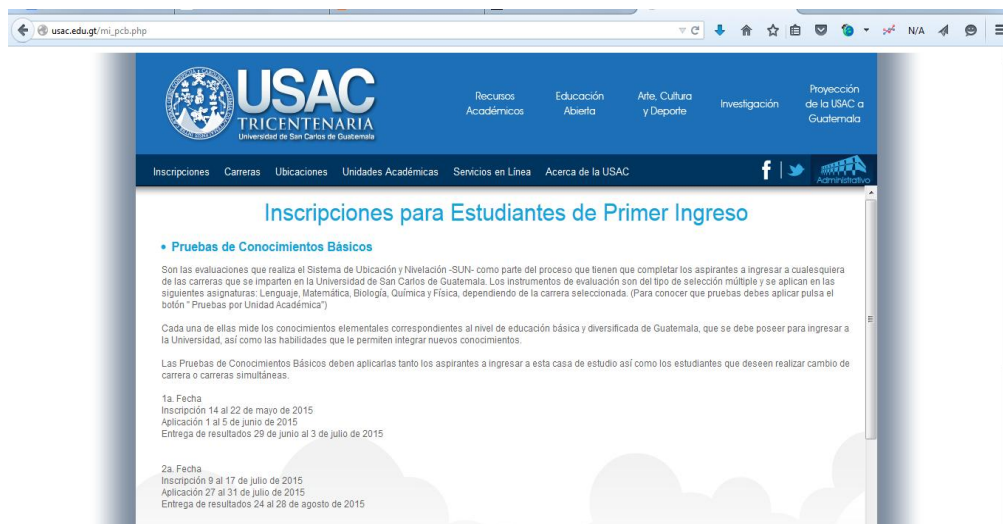 usac.edu.gt/mi_pcb.php
N/A
USAC
TRICENTENARIA
Universidad de San Carlos de Guatemala
Recursos
Académicos
Educación
Abierta
Arte, Cultura
y Deporte
Investigación
Proyección
de la USAC a
Guatemala
Inscripciones Carreras Ubicaciones Unidades Académicas Servicios en Línea Acerca de la USAC
Administrativo
Inscripciones para Estudiantes de Primer Ingreso
• Pruebas de Conocimientos Básicos
Son las evaluaciones que realiza el Sistema de Ubicación y Nivelación -SUN- como parte del proceso que tienen que completar los aspirantes a ingresar a cualesquiera
de las carreras que se imparten en la Universidad de San Carlos de Guatemala. Los instrumentos de evaluación son del tipo de selección múltiple y se aplican en las
siguientes asignaturas: Lenguaje, Matemática, Biología, Química y Física, dependiendo de la carrera seleccionada. (Para conocer que pruebas debes aplicar pulsa el
botón " Pruebas por Unidad Académica")
Cada una de ellas mide los conocimientos elementales correspondientes al nivel de educación básica y diversificada de Guatemala, que se debe poseer para ingresar a
la Universidad, así como las habilidades que le permiten integrar nuevos conocimientos.
Las Pruebas de Conocimientos Básicos deben aplicarlas tanto los aspirantes a ingresar a esta casa de estudio así como los estudiantes que deseen realizar cambio de
carrera o carreras simultáneas.
1a. Fecha
Inscripción 14 al 22 de mayo de 2015
Aplicación 1 al 5 de junio de 2015
Entrega de resultados 29 de junio al 3 de julio de 2015
2a. Fecha
Inscripción 9 al 17 de julio de 2015
Aplicación 27 al 31 de julio de 2015
Entrega de resultados 24 al 28 de agosto de 2015